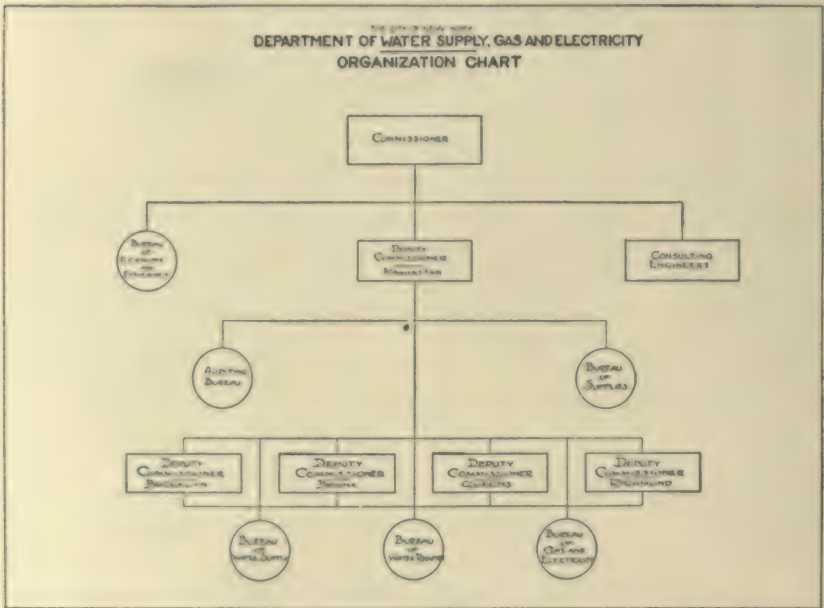 THE CITY OF NEW YORK
DEPARTMENT OF WATER SUPPLY, GAS AND ELECTRICITY
ORGANIZATION CHART
COMMISSIONER
BUREAU
OF
ECONOMY
AND
EFFICIENCY
DEPUTY
COMMISSIONER
MANHATTAN
CONSULTING
ENGINEERS
AUDITING
BUREAU
BUREAU
OF
SUPPLIES
DEPUTY
COMMISSIONER
BROOKLYN
DEPUTY
COMMISSIONER
BRONX
DEPUTY
COMMISSIONER
QUEENS
DEPUTY
COMMISSIONER
RICHMOND
BUREAU
OF
WATER SUPPLY
BUREAU
OF
WATER
BUREAU
OF
GAS AND
ELECTRICITY